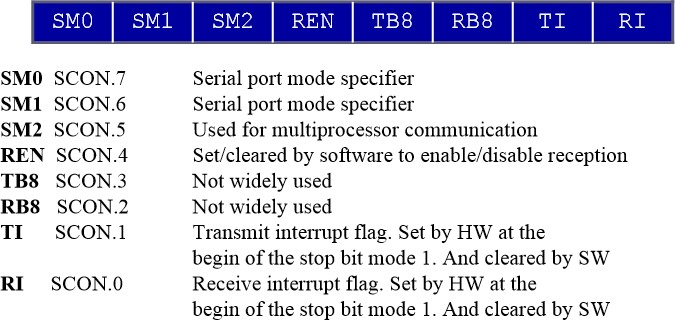 SM0 SM1 SM2 REN TB8 RB8 TI RI
SM0 SCON.7 Serial port mode specifier
SM1 SCON.6 Serial port mode specifier
SM2 SCON.5 Used for multiprocessor communication
REN SCON.4 Set/cleared by software to enable/disable reception
TB8 SCON.3 Not widely used
RB8 SCON.2 Not widely used
TI SCON.1 Transmit interrupt flag. Set by HW at the
begin of the stop bit mode 1. And cleared by SW
RI SCON.0 Receive interrupt flag. Set by HW at the
begin of the stop bit mode 1. And cleared by SW